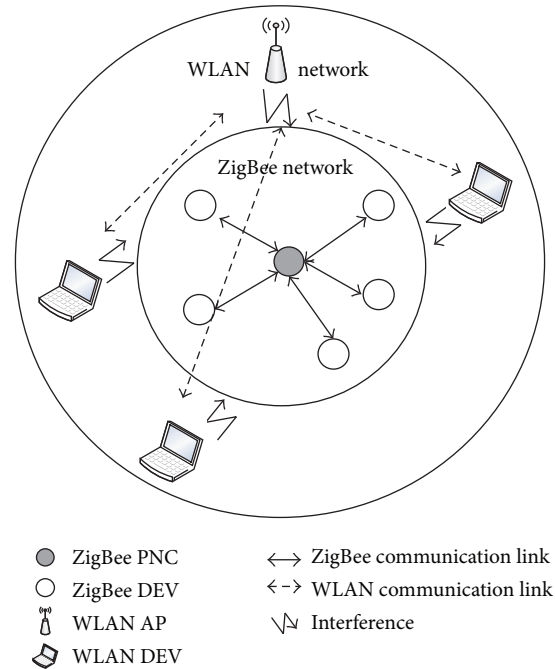 WLAN network
ZigBee network
ZigBee PNC
ZigBee DEV
WLAN AP
WLAN DEV
ZigBee communication link
WLAN communication link
Interference